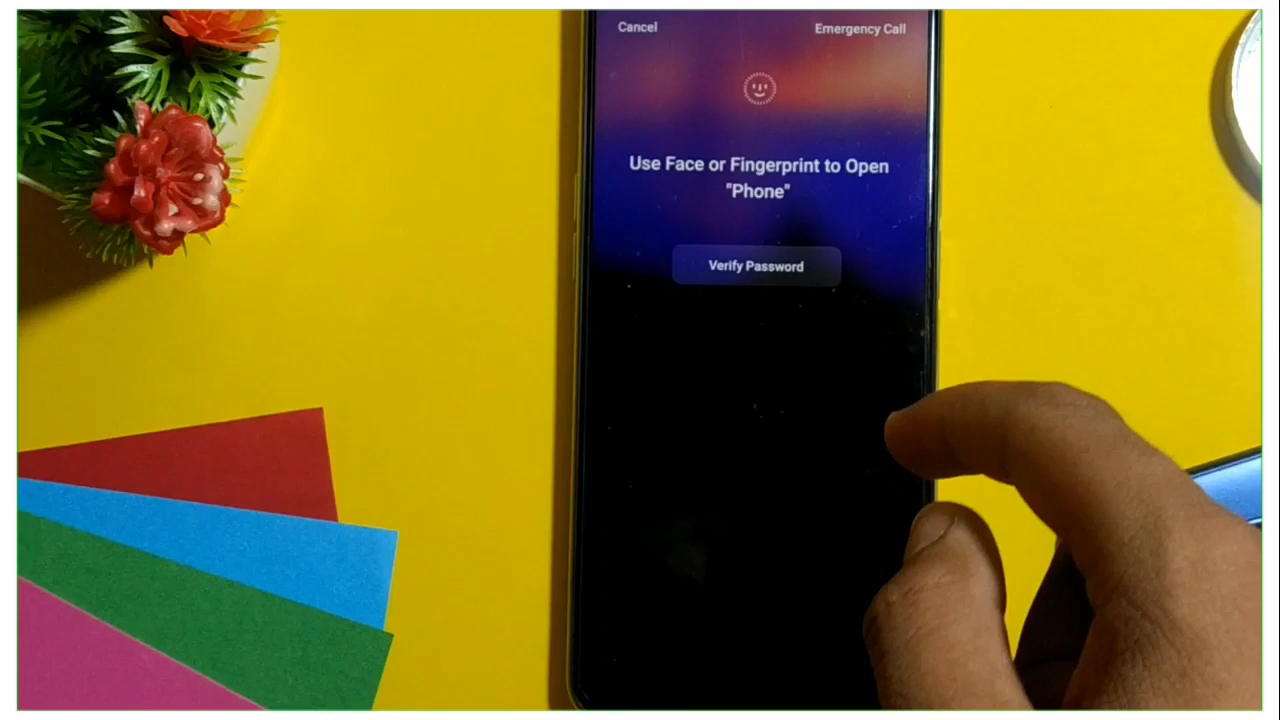 Cancel
Emergency Call
Use Face or Fingerprint to Open
"Phone"
Verify Password